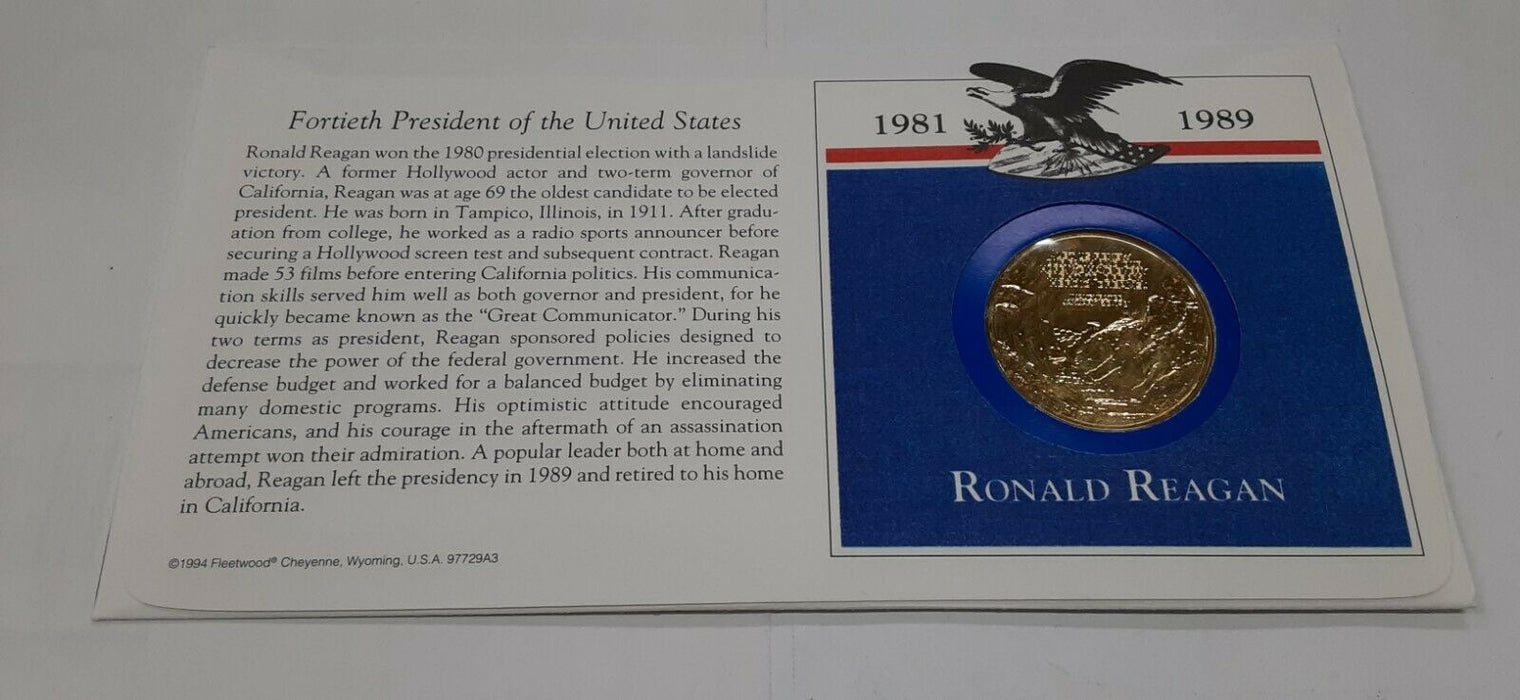 Fortieth President of the United States
Ronald Reagan won the 1980 presidential election with a landslide
victory. A former Hollywood actor and two-term governor of
California, Reagan was at age 69 the oldest candidate to be elected
president. He was born in Tampico, Illinois, in 1911. After gradu-
ation from college, he worked as a radio sports announcer before
securing a Hollywood screen test and subsequent contract. Reagan
made 53 films before entering California politics. His communica-
tion skills served him well as both governor and president, for he
quickly became known as the “Great Communicator.” During his
two terms as president, Reagan sponsored policies designed to
decrease the power of the federal government. He increased the
defense budget and worked for a balanced budget by eliminating
many domestic programs. His optimistic attitude encouraged
Americans, and his courage in the aftermath of an assassination
attempt won their admiration. A popular leader both at home and
abroad, Reagan left the presidency in 1989 and retired to his home
in California.
©1994 Fleetwood® Cheyenne, Wyoming, U.S.A. 97729A3
1981 1989
RONALD REAGAN